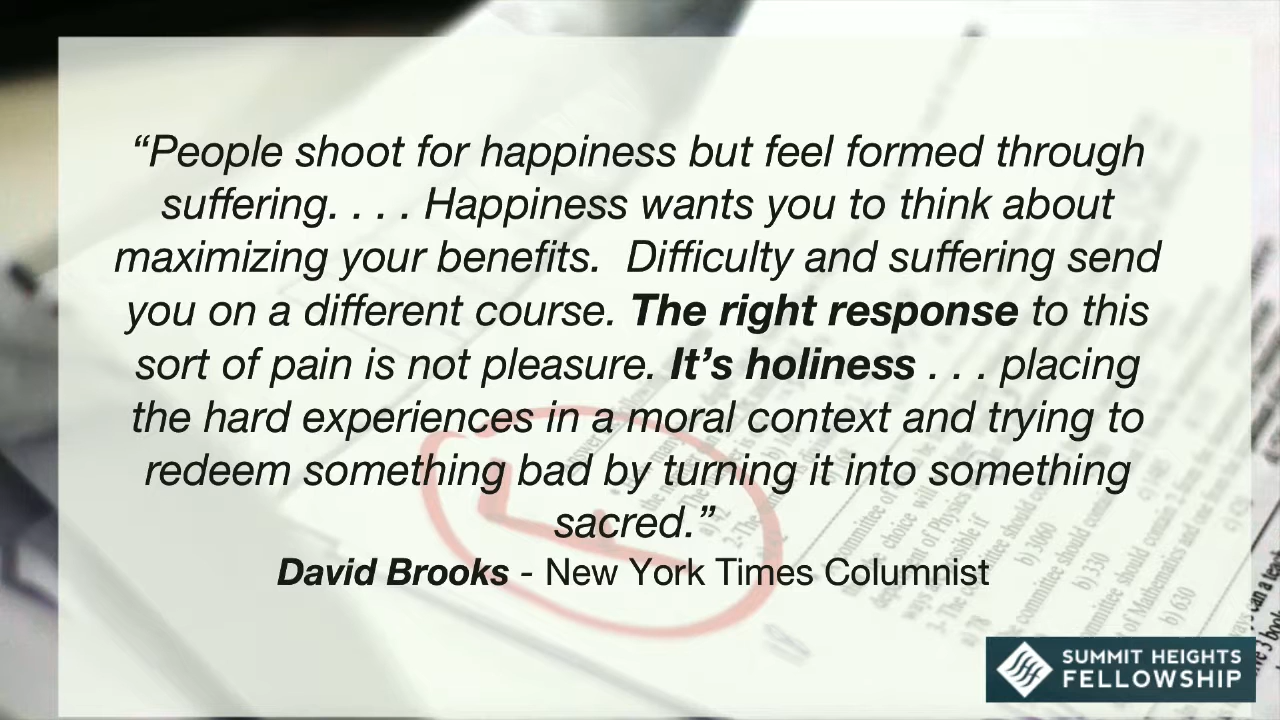 “People shoot for happiness but feel formed through
suffering. . . . Happiness wants you to think about
maximizing your benefits.  Difficulty and suffering send
you on a different course. The right response to this
sort of pain is not pleasure. It’s holiness . . . placing
the hard experiences in a moral context and trying to
redeem something bad by turning it into something
sacred.”
David Brooks - New York Times Columnist
SUMMIT HEIGHTS
FELLOWSHIP